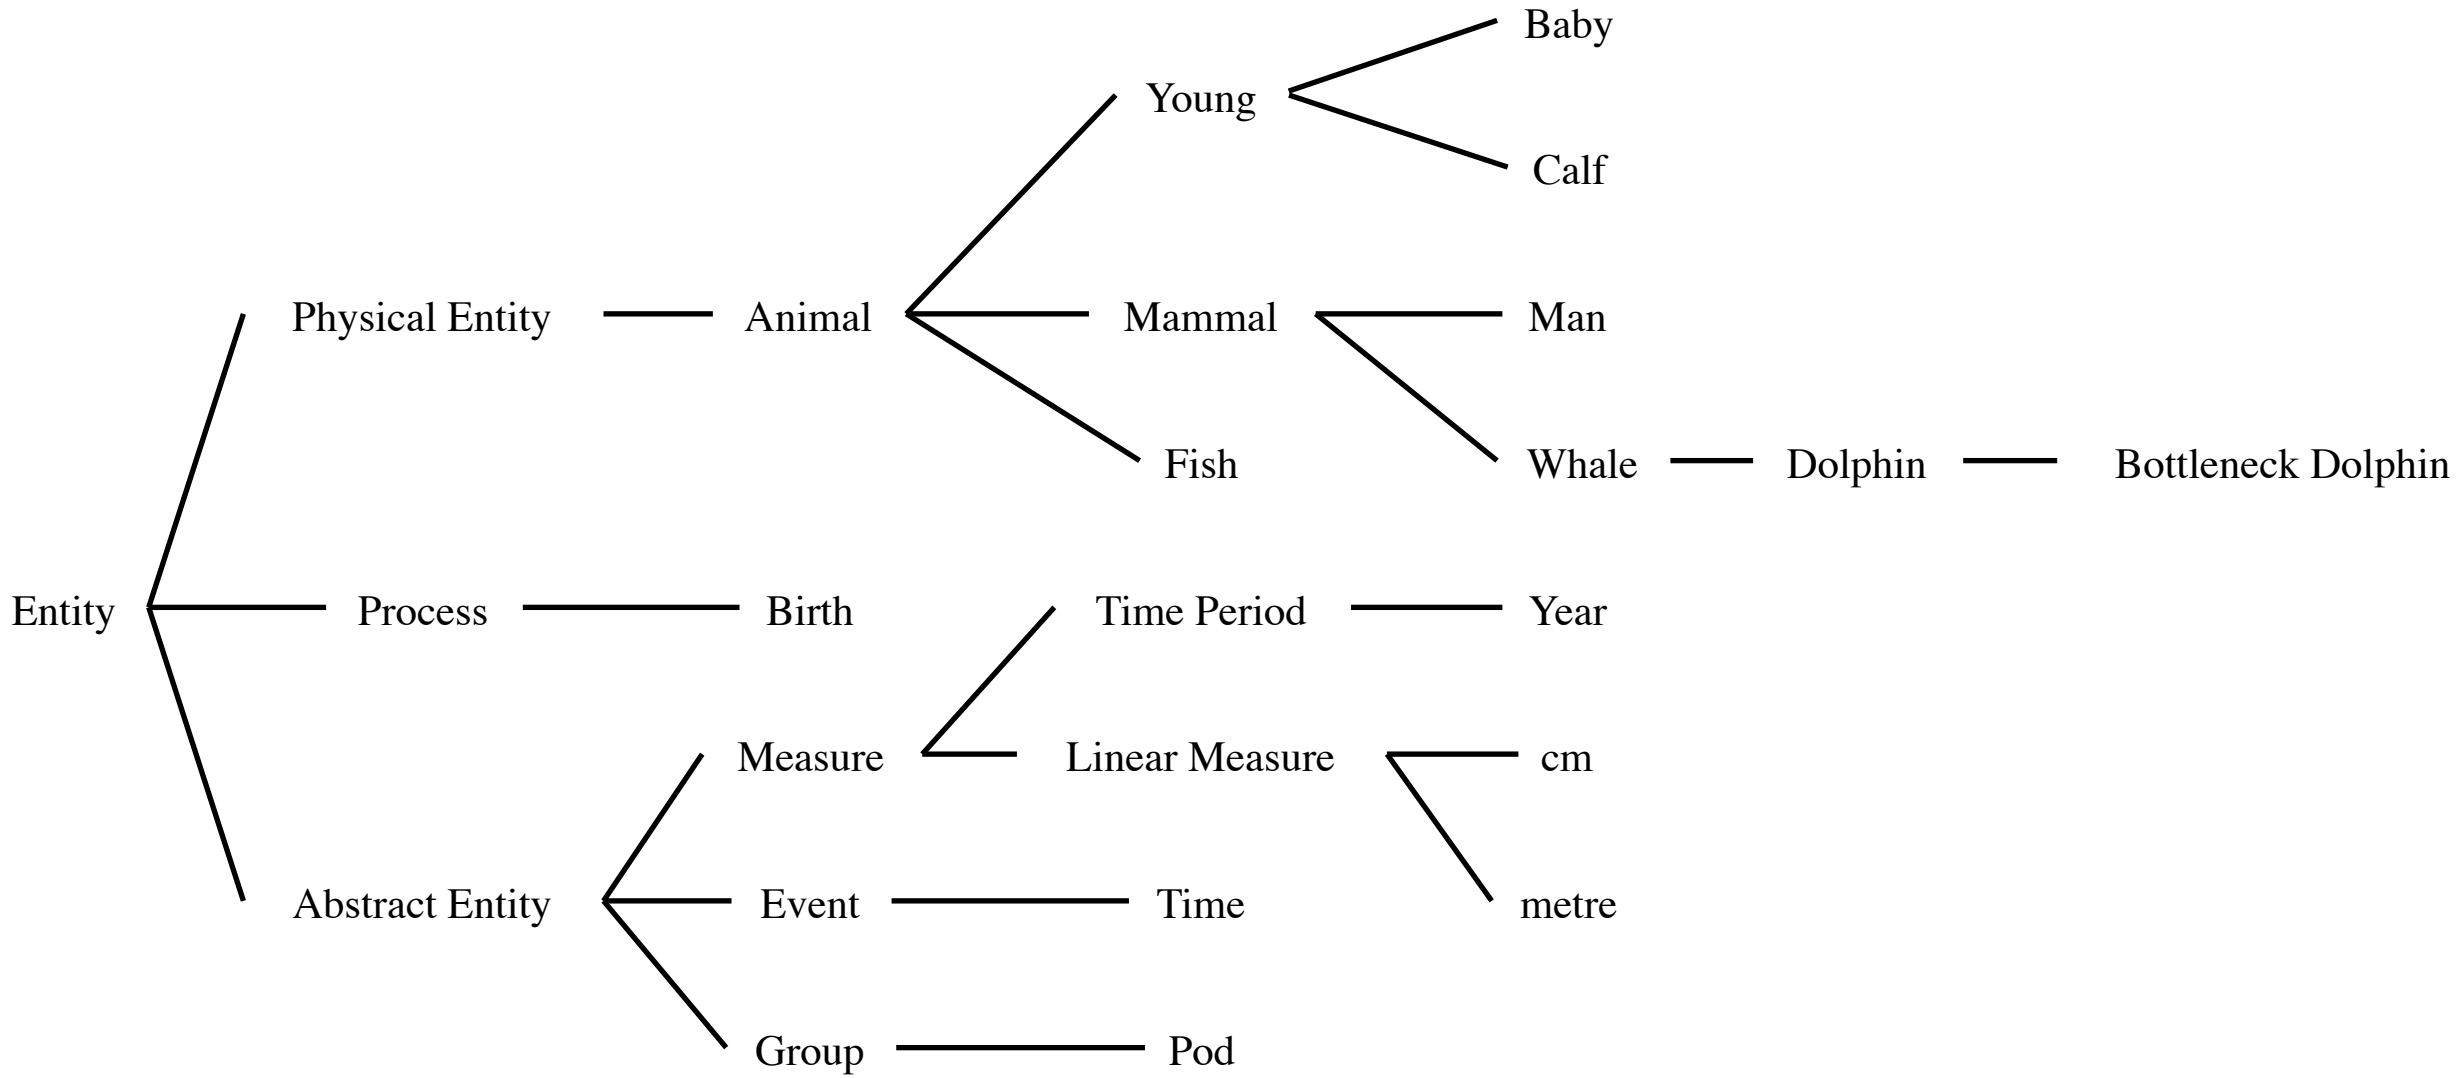 Baby
Young
Calf
Physical Entity Animal Mammal Man
Fish Whale Dolphin Bottleneck Dolphin
Entity Process Birth Time Period Year
Measure Linear Measure cm
Abstract Entity Event Time metre
Group Pod